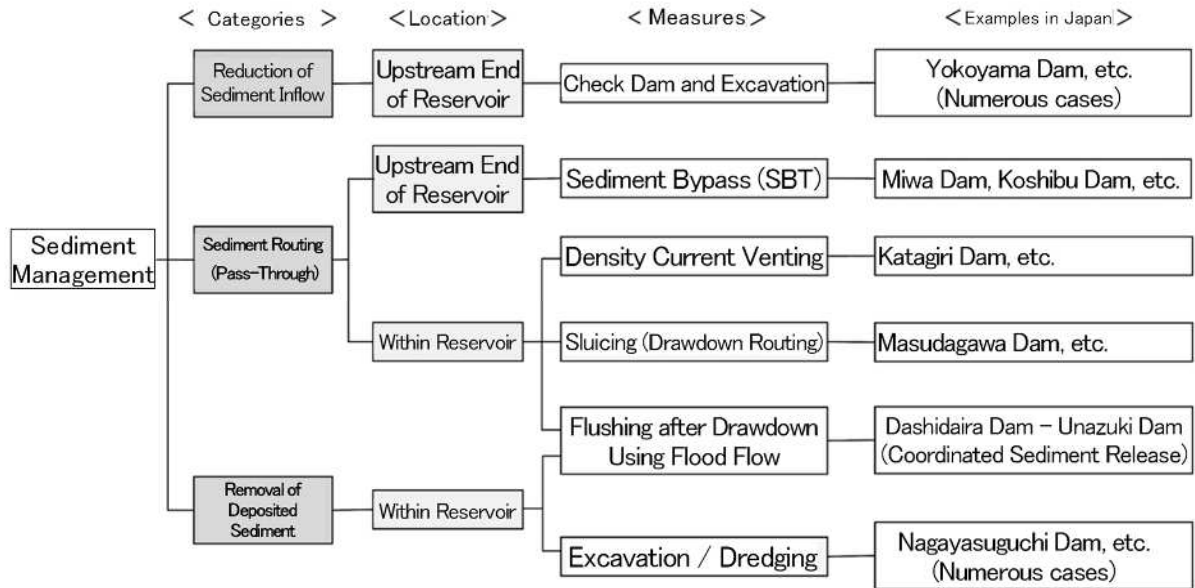 < Categories >
< Location >
< Measures >
< Examples in Japan >
Sediment
Management
Reduction of
Sediment Inflow
Upstream End
of Reservoir
Check Dam and Excavation
Yokoyama Dam, etc.
(Numerous cases)
Sediment Routing
(Pass-Through)
Upstream End
of Reservoir
Sediment Bypass (SBT)
Miwa Dam, Koshibu Dam, etc.
Within Reservoir
Density Current Venting
Katagiri Dam, etc.
Sluicing (Drawdown Routing)
Masudagawa Dam, etc.
Flushing after Drawdown
Using Flood Flow
Dashidaira Dam - Unazuki Dam
(Coordinated Sediment Release)
Removal of
Deposited
Sediment
Within Reservoir
Excavation / Dredging
Nagayasuguchi Dam, etc.
(Numerous cases)